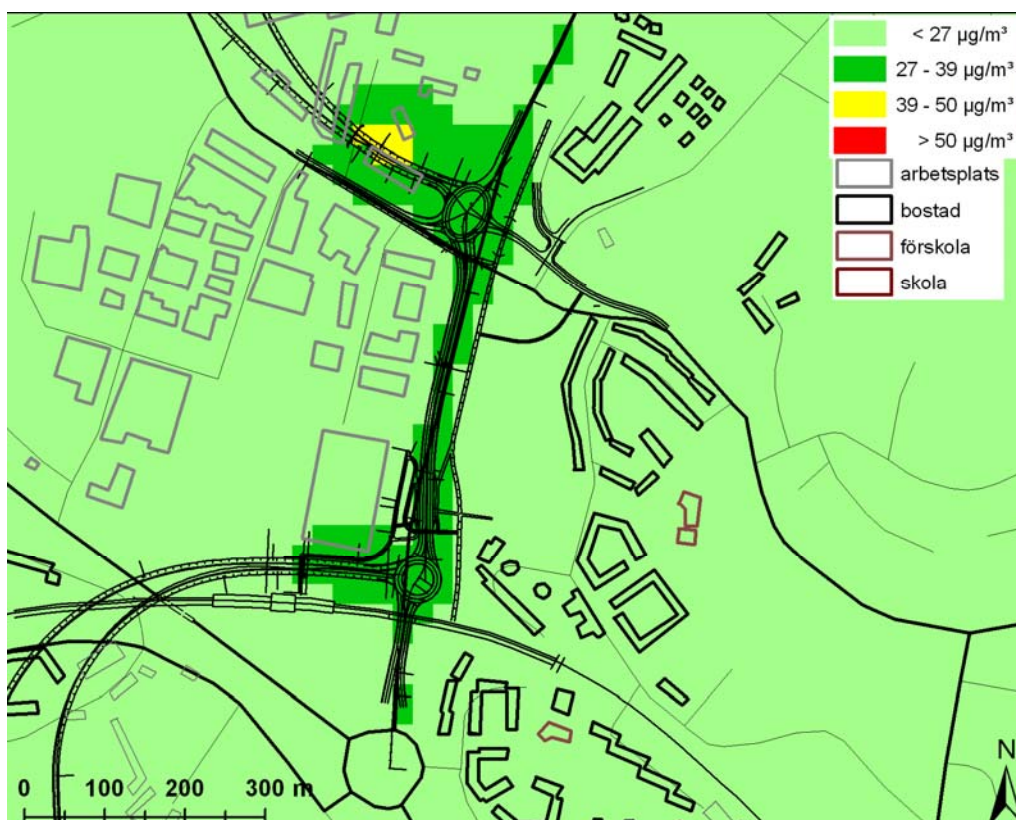 < 27 µg/m³
27 - 39 µg/m³
39 - 50 µg/m³
> 50 µg/m³
arbetsplats
bostad
förskola
skola
N
0 100 200 300 m